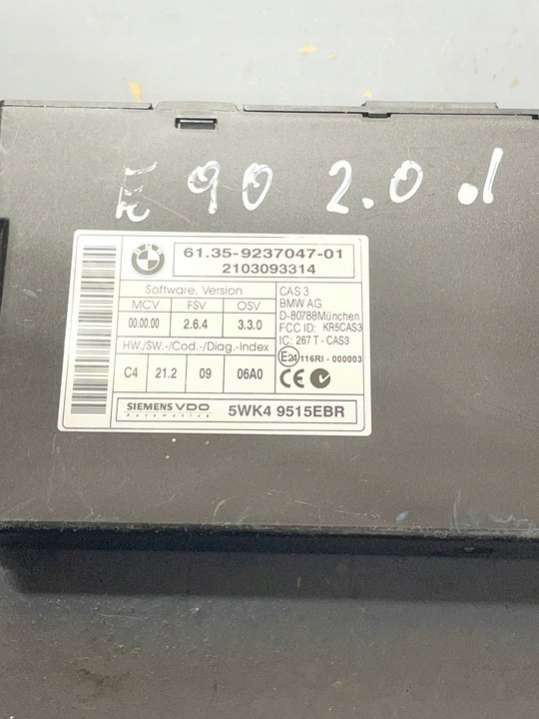 E 90 2.0 d
BMW
61.35-9237047-01
2103093314
Software, Version
MCV FSV OSV
00.00.00 2.6.4 3.3.0
HW./SW.-/Cod.-/Diag.-Index
C4 21.2 09 06A0
CAS 3
BMW AG
D-80788München
FCC ID: KR5CAS3
IC: 267 T - CAS3
E24 116RI - 000003
CE
SIEMENS VDO
Automotive
5WK4 9515EBR